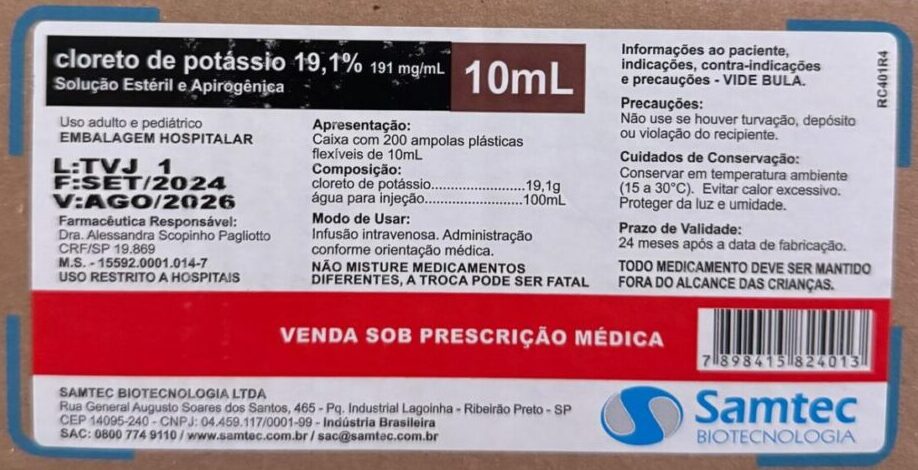 cloreto de potássio 19,1% 191 mg/mL
Solução Estéril e Apirogênica
10mL
Uso adulto e pediátrico
EMBALAGEM HOSPITALAR
L:TVJ 1
F:SET/2024
V:AGO/2026
Farmacêutica Responsável:
Dra. Alessandra Scopinho Pagliotto
CRF/SP 19.869
M.S. - 15592.0001.014-7
USO RESTRITO A HOSPITAIS
Apresentação:
Caixa com 200 ampolas plásticas
flexíveis de 10mL
Composição:
cloreto de potássio..........................19,1g
água para injeção...........................100mL
Modo de Usar:
Infusão intravenosa. Administração
conforme orientação médica.
NÃO MISTURE MEDICAMENTOS
DIFERENTES, A TROCA PODE SER FATAL
Informações ao paciente,
indicações, contra-indicações
e precauções - VIDE BULA.
Precauções:
Não use se houver turvação, depósito
ou violação do recipiente.
Cuidados de Conservação:
Conservar em temperatura ambiente
(15 a 30°C). Evitar calor excessivo.
Proteger da luz e umidade.
Prazo de Validade:
24 meses após a data de fabricação.
TODO MEDICAMENTO DEVE SER MANTIDO
FORA DO ALCANCE DAS CRIANÇAS.
RC401R4
VENDA SOB PRESCRIÇÃO MÉDICA
7 898415 824013
SAMTEC BIOTECNOLOGIA LTDA
Rua General Augusto Soares dos Santos, 465 - Pq. Industrial Lagoinha - Ribeirão Preto - SP
CEP 14095-240 - CNPJ: 04.459.117/0001-99 - Indústria Brasileira
SAC: 0800 774 9110 / www.samtec.com.br / sac@samtec.com.br
Samtec
BIOTECNOLOGIA